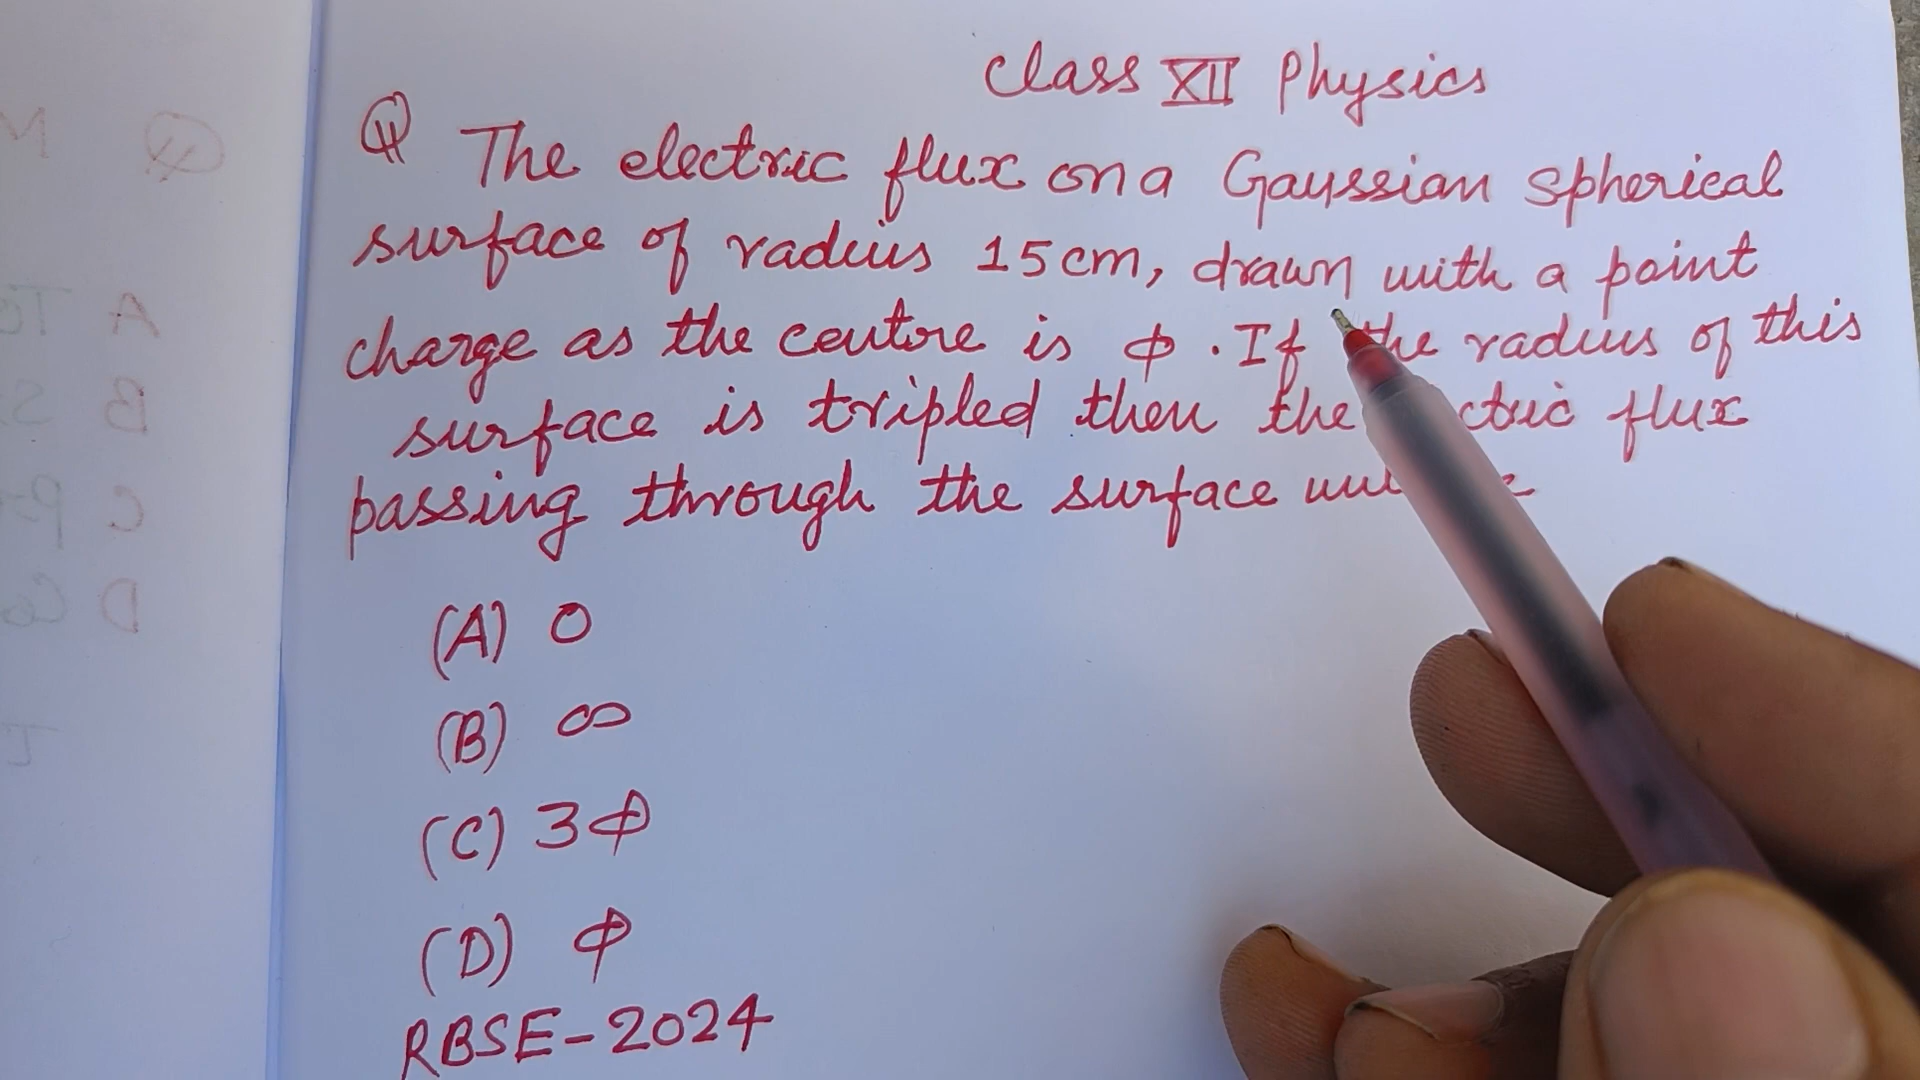 Class XII Physics
Q The electric flux on a Gaussian spherical
surface of radius 15cm, drawn with a point
charge as the centre is ϕ. If the radius of this
surface is tripled then the flux
passing through the surface
(A) 0
(B) ∞
(C) 3ϕ
(D) ϕ
RBSE-2024